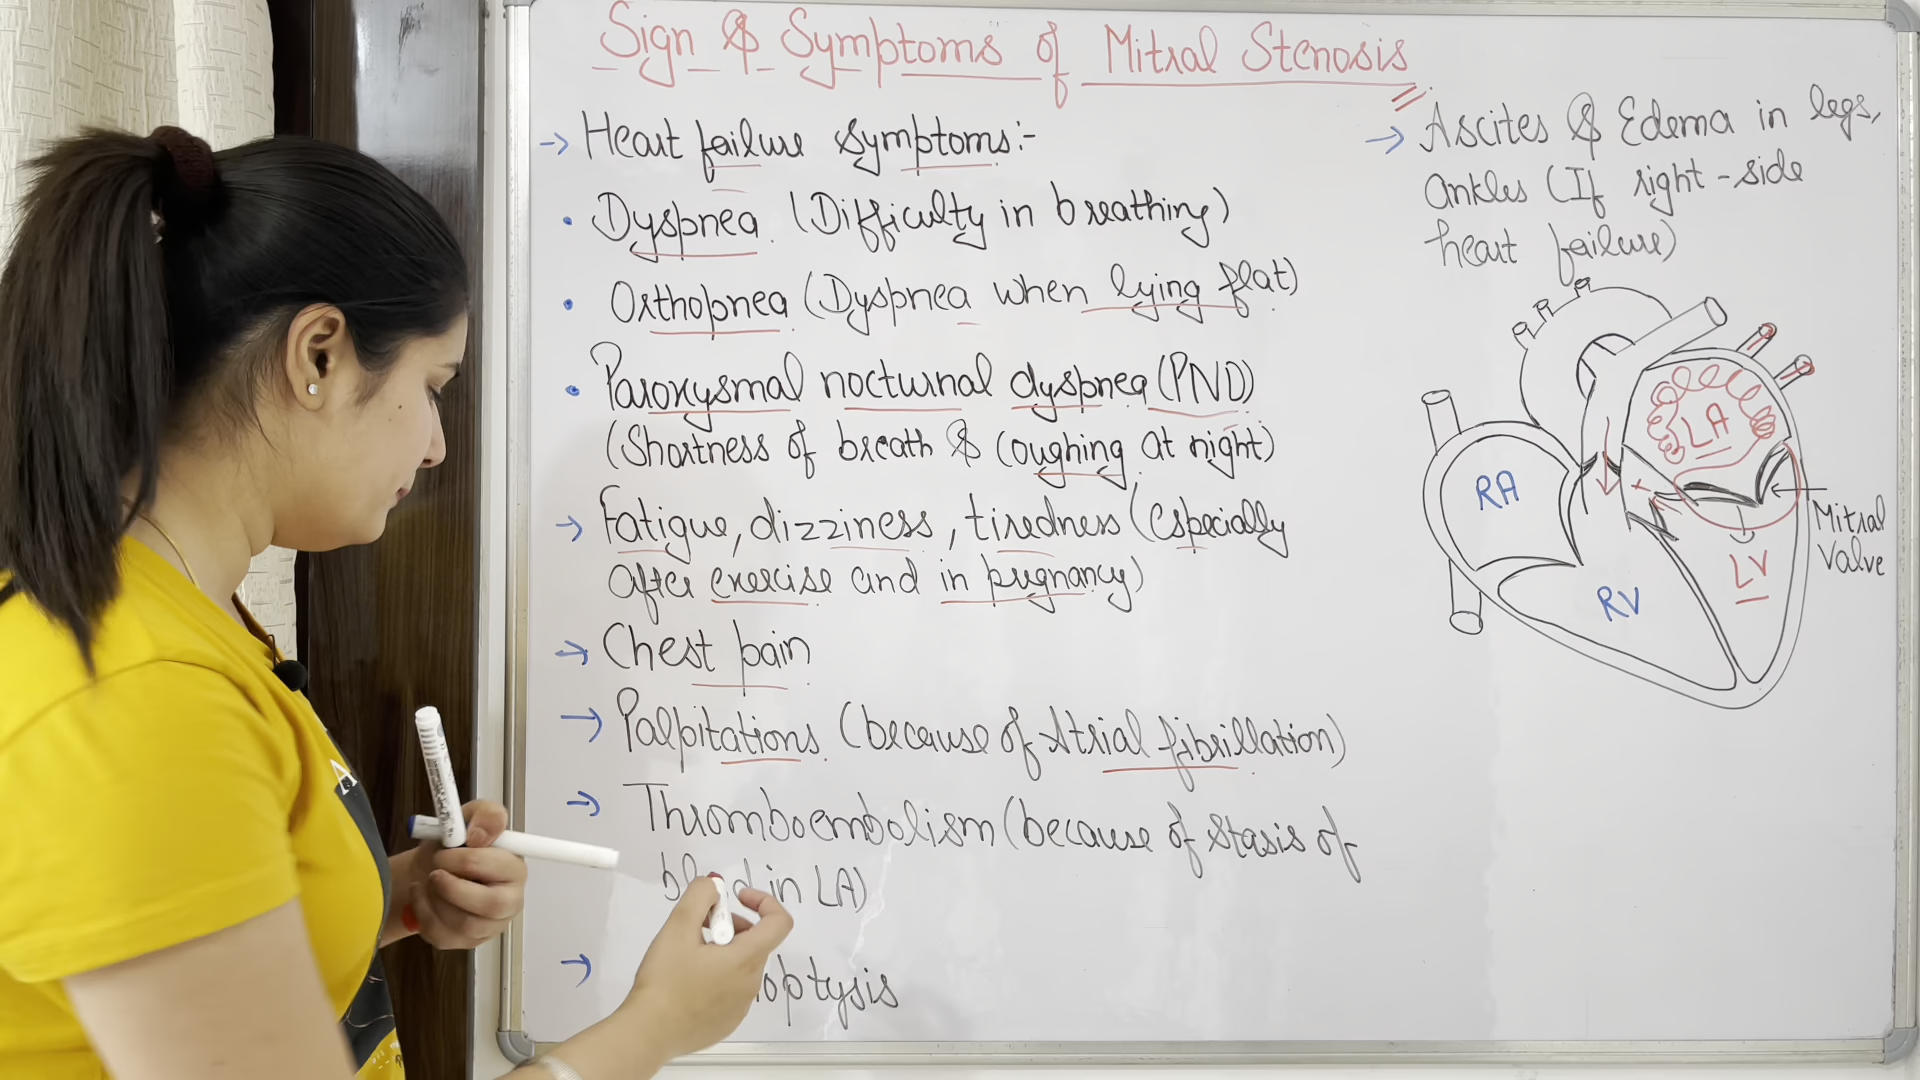 Sign & Symptoms of Mitral Stenosis
→ Heart failure symptoms:-
• Dyspnea (Difficulty in breathing)
• Orthopnea (Dyspnea when lying flat)
• Paroxysmal nocturnal dyspnea (PND)
(Shortness of breath & Coughing at night)
→ Fatigue, dizziness, tiredness (especially
after exercise and in pregnancy)
→ Chest pain
→ Palpitations (because of Atrial fibrillation)
→ Thromboembolism (because of stasis of
in LA)
→ Ascites & Edema in legs,
ankles (If right-side
heart failure)
LA
RA
Mitral
Valve
LV
RV